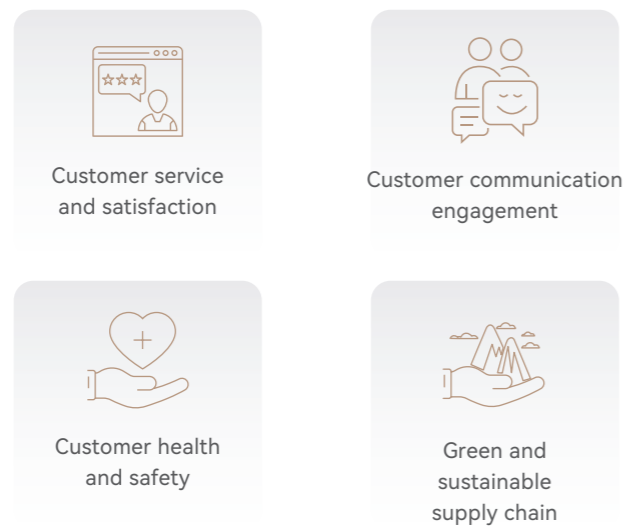 Customer service
and satisfaction
Customer communication
engagement
Customer health
and safety
Green and
sustainable
supply chain